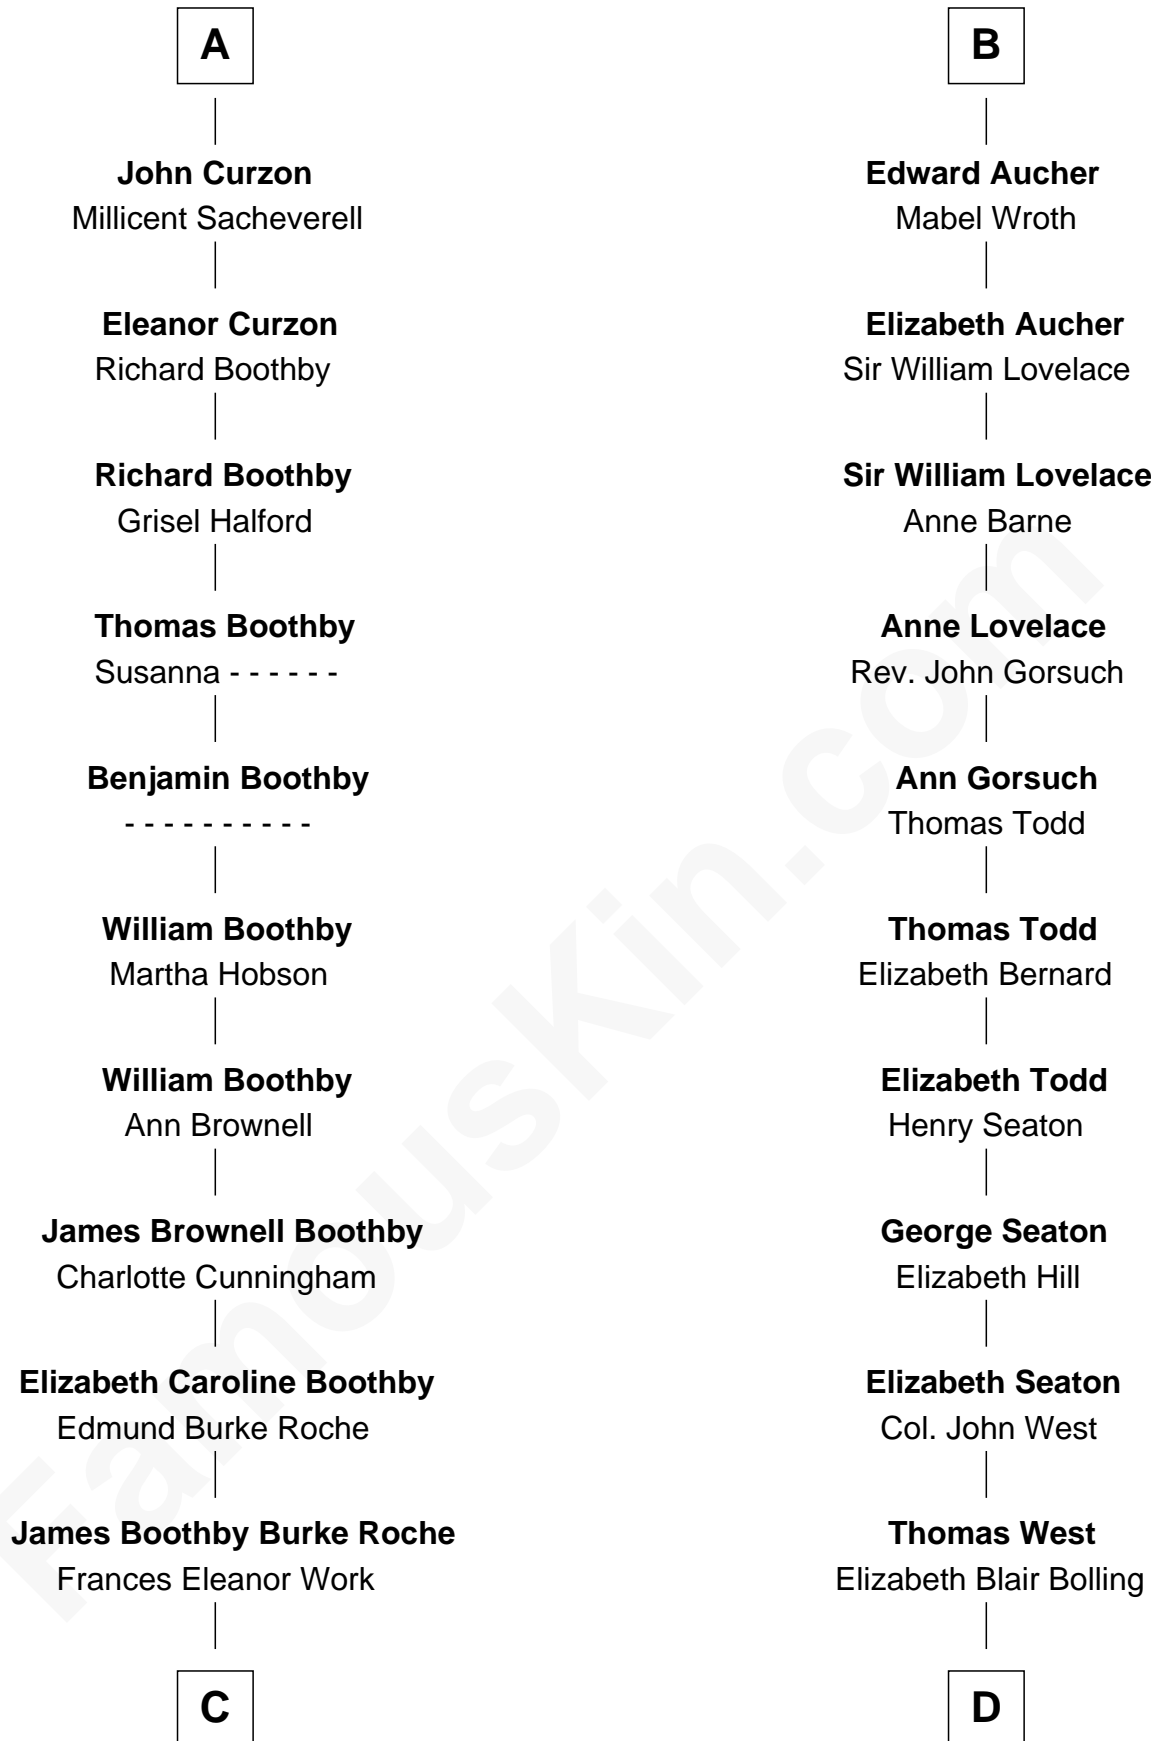 A
John Curzon
Millicent Sacheverell
Eleanor Curzon
Richard Boothby
Richard Boothby
Grisel Halford
Thomas Boothby
Susanna - - - - - -
Benjamin Boothby
- - - - - - - - - -
William Boothby
Martha Hobson
William Boothby
Ann Brownell
James Brownell Boothby
Charlotte Cunningham
Elizabeth Caroline Boothby
Edmund Burke Roche
James Boothby Burke Roche
Frances Eleanor Work
C
B
Edward Aucher
Mabel Wroth
Elizabeth Aucher
Sir William Lovelace
Sir William Lovelace
Anne Barne
Anne Lovelace
Rev. John Gorsuch
Ann Gorsuch
Thomas Todd
Thomas Todd
Elizabeth Bernard
Elizabeth Todd
Henry Seaton
George Seaton
Elizabeth Hill
Elizabeth Seaton
Col. John West
Thomas West
Elizabeth Blair Bolling
D
FamousKin.com